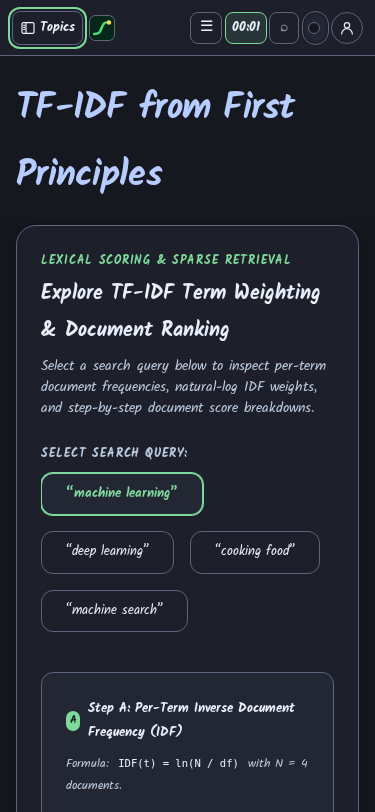 Topics
00:01
TF-IDF from First
Principles
LEXICAL SCORING & SPARSE RETRIEVAL
Explore TF-IDF Term Weighting
& Document Ranking
Select a search query below to inspect per-term
document frequencies, natural-log IDF weights,
and step-by-step document score breakdowns.
SELECT SEARCH QUERY:
“machine learning”
“deep learning” “cooking food”
“machine search”
A Step A: Per-Term Inverse Document
Frequency (IDF)
Formula: IDF(t) = ln(N / df) with N = 4
documents.